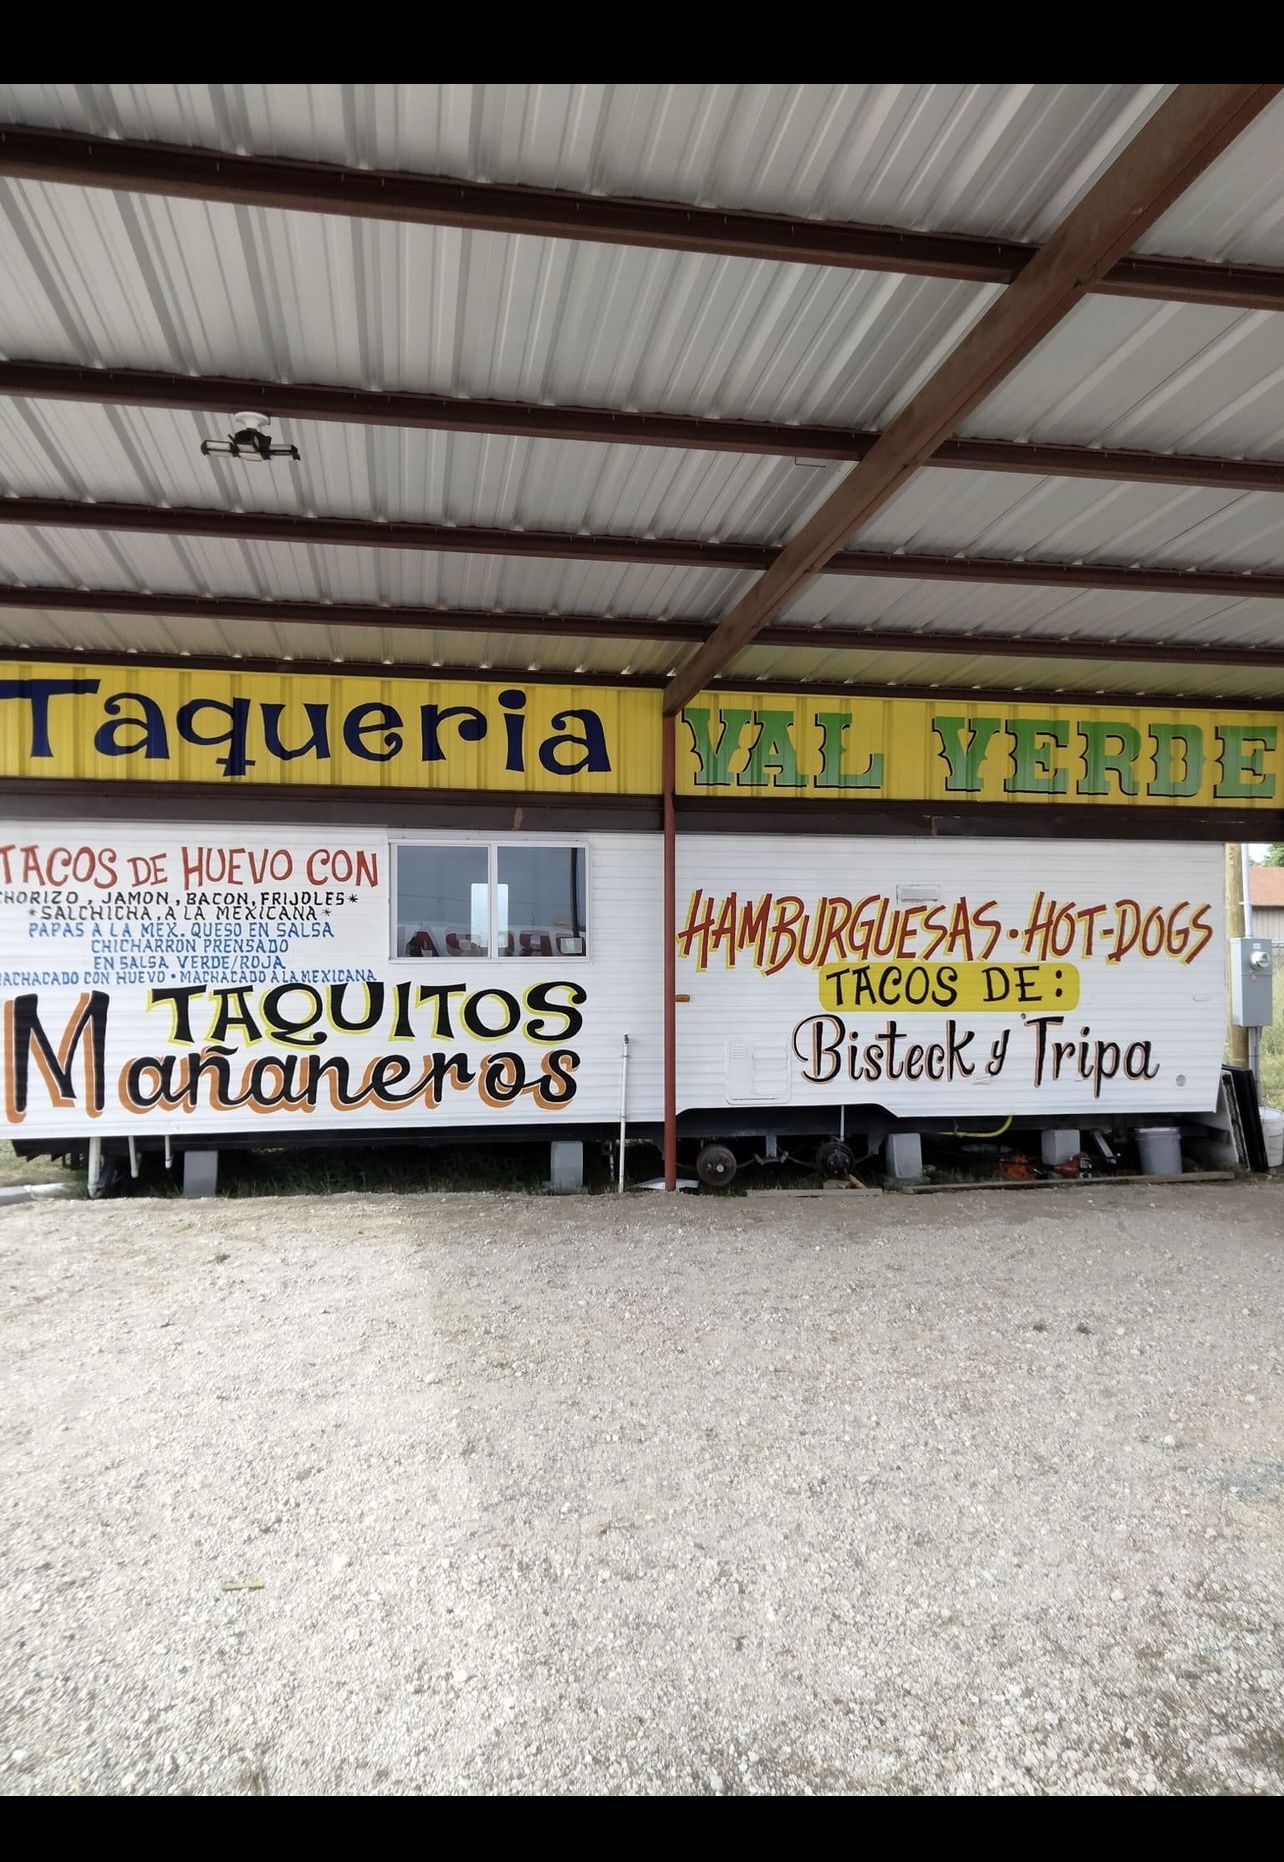 Taqueria VAL VERDE
TACOS DE HUEVO CON
CHORIZO, JAMON, BACON, FRIJOLES*
*SALCHICHA, A LA MEXICANA*
PAPAS A LA MEX. QUESO EN SALSA
CHICHARRON PRENSADO
EN SALSA VERDE/ROJA
MACHACADO CON HUEVO • MACHACADO A LA MEXICANA
TAQUITOS
Mañaneros
HAMBURGUESAS • HOT-DOGS
TACOS DE:
Bisteck y Tripa